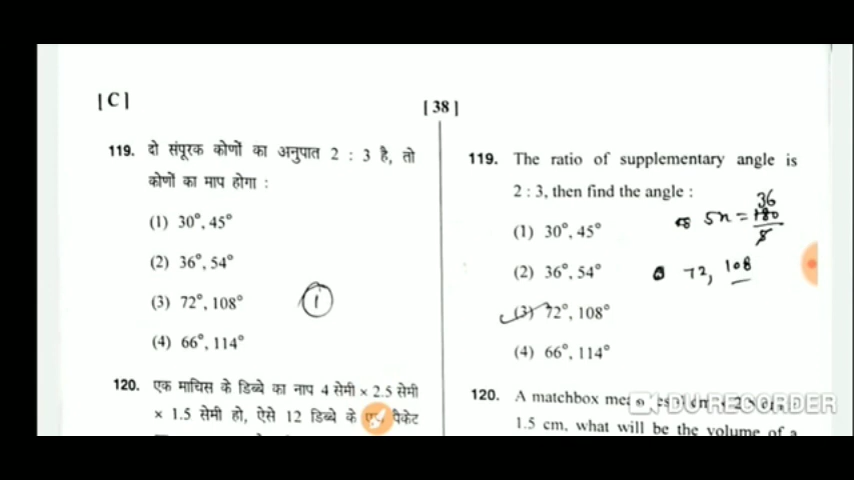 [C]
[38]
119. दो संपूरक कोणों का अनुपात 2 : 3 है, तो
कोणों का माप होगा :
(1) 30°, 45°
(2) 36°, 54°
(3) 72°, 108°
(4) 66°, 114°
1
120. एक माचिस के डिब्बे का नाप 4 सेमी × 2.5 सेमी
× 1.5 सेमी हो, ऐसे 12 डिब्बे के पैकेट
119. The ratio of supplementary angle is
2 : 3, then find the angle :
(1) 30°, 45°
(2) 36°, 54°
(3) 72°, 108°
(4) 66°, 114°
36
5x = 180
5
72, 108
120. A matchbox
1.5 cm, what will be the volume of a
DU RECORDER